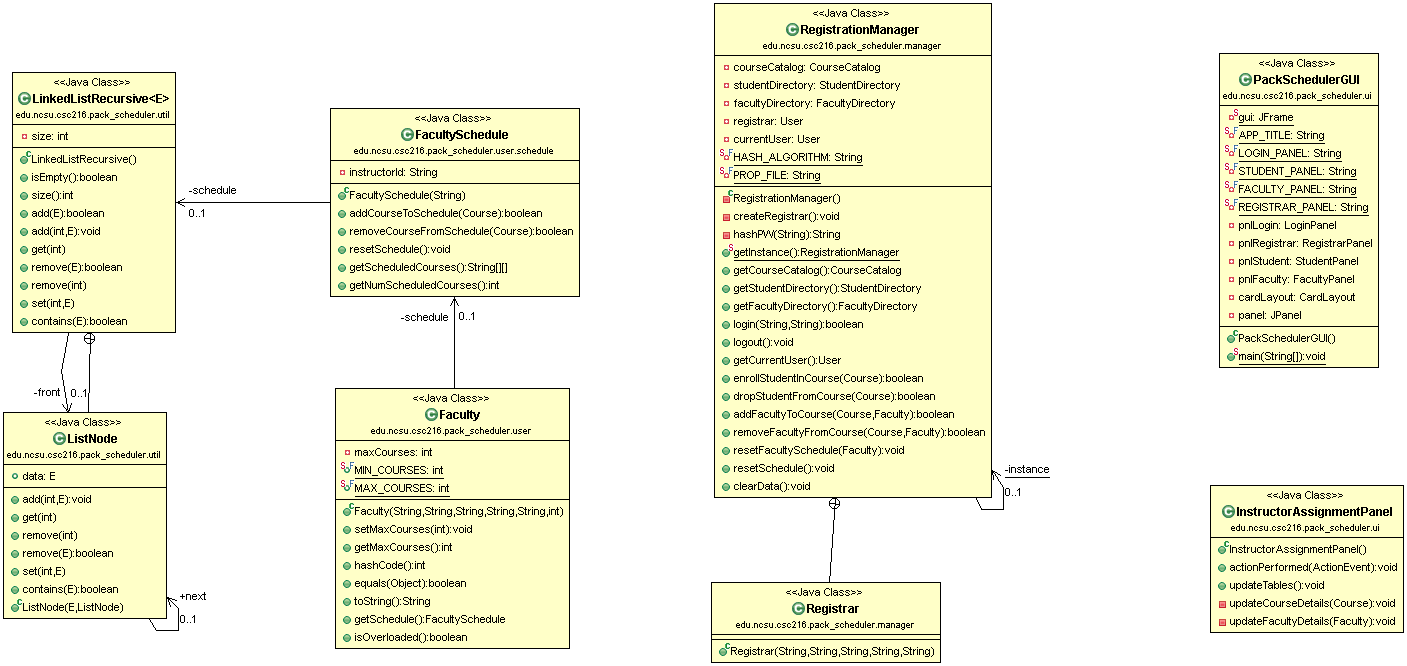 <<Java Class>>
LinkedListRecursive<E>
edu.ncsu.csc216.pack_scheduler.util
size: int
LinkedListRecursive()
isEmpty():boolean
size():int
add(E):boolean
add(int,E):void
get(int)
remove(E):boolean
remove(int)
set(int,E)
contains(E):boolean
-front
0..1
<<Java Class>>
ListNode
edu.ncsu.csc216.pack_scheduler.util
data: E
add(int,E):void
get(int)
remove(int)
remove(E):boolean
set(int,E)
contains(E):boolean
ListNode(E,ListNode)
+next
0..1
-schedule
0..1
<<Java Class>>
FacultySchedule
edu.ncsu.csc216.pack_scheduler.user.schedule
instructorId: String
FacultySchedule(String)
addCourseToSchedule(Course):boolean
removeCourseFromSchedule(Course):boolean
resetSchedule():void
getScheduledCourses():String[][]
getNumScheduledCourses():int
-schedule
0..1
<<Java Class>>
Faculty
edu.ncsu.csc216.pack_scheduler.user
maxCourses: int
MIN_COURSES: int
MAX_COURSES: int
Faculty(String,String,String,String,String,int)
setMaxCourses(int):void
getMaxCourses():int
hashCode():int
equals(Object):boolean
toString():String
getSchedule():FacultySchedule
isOverloaded():boolean
<<Java Class>>
RegistrationManager
edu.ncsu.csc216.pack_scheduler.manager
courseCatalog: CourseCatalog
studentDirectory: StudentDirectory
facultyDirectory: FacultyDirectory
registrar: User
currentUser: User
HASH_ALGORITHM: String
PROP_FILE: String
RegistrationManager()
createRegistrar():void
hashPW(String):String
getInstance():RegistrationManager
getCourseCatalog():CourseCatalog
getStudentDirectory():StudentDirectory
getFacultyDirectory():FacultyDirectory
login(String,String):boolean
logout():void
getCurrentUser():User
enrollStudentInCourse(Course):boolean
dropStudentFromCourse(Course):boolean
addFacultyToCourse(Course,Faculty):boolean
removeFacultyFromCourse(Course,Faculty):boolean
resetFacultySchedule(Faculty):void
resetSchedule():void
clearData():void
-instance
0..1
<<Java Class>>
Registrar
edu.ncsu.csc216.pack_scheduler.manager
Registrar(String,String,String,String,String)
<<Java Class>>
PackSchedulerGUI
edu.ncsu.csc216.pack_scheduler.ui
gui: JFrame
APP_TITLE: String
LOGIN_PANEL: String
STUDENT_PANEL: String
FACULTY_PANEL: String
REGISTRAR_PANEL: String
pnlLogin: LoginPanel
pnlRegistrar: RegistrarPanel
pnlStudent: StudentPanel
pnlFaculty: FacultyPanel
cardLayout: CardLayout
panel: JPanel
PackSchedulerGUI()
main(String[]):void
<<Java Class>>
InstructorAssignmentPanel
edu.ncsu.csc216.pack_scheduler.ui
InstructorAssignmentPanel()
actionPerformed(ActionEvent):void
updateTables():void
updateCourseDetails(Course):void
updateFacultyDetails(Faculty):void